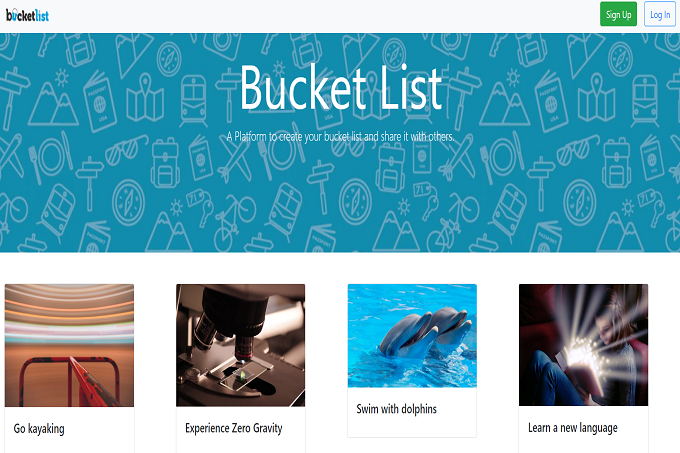 bucketlist
Sign Up
Log In
Bucket List
A Platform to create your bucket list and share it with others.
Go kayaking
Experience Zero Gravity
Swim with dolphins
Learn a new language